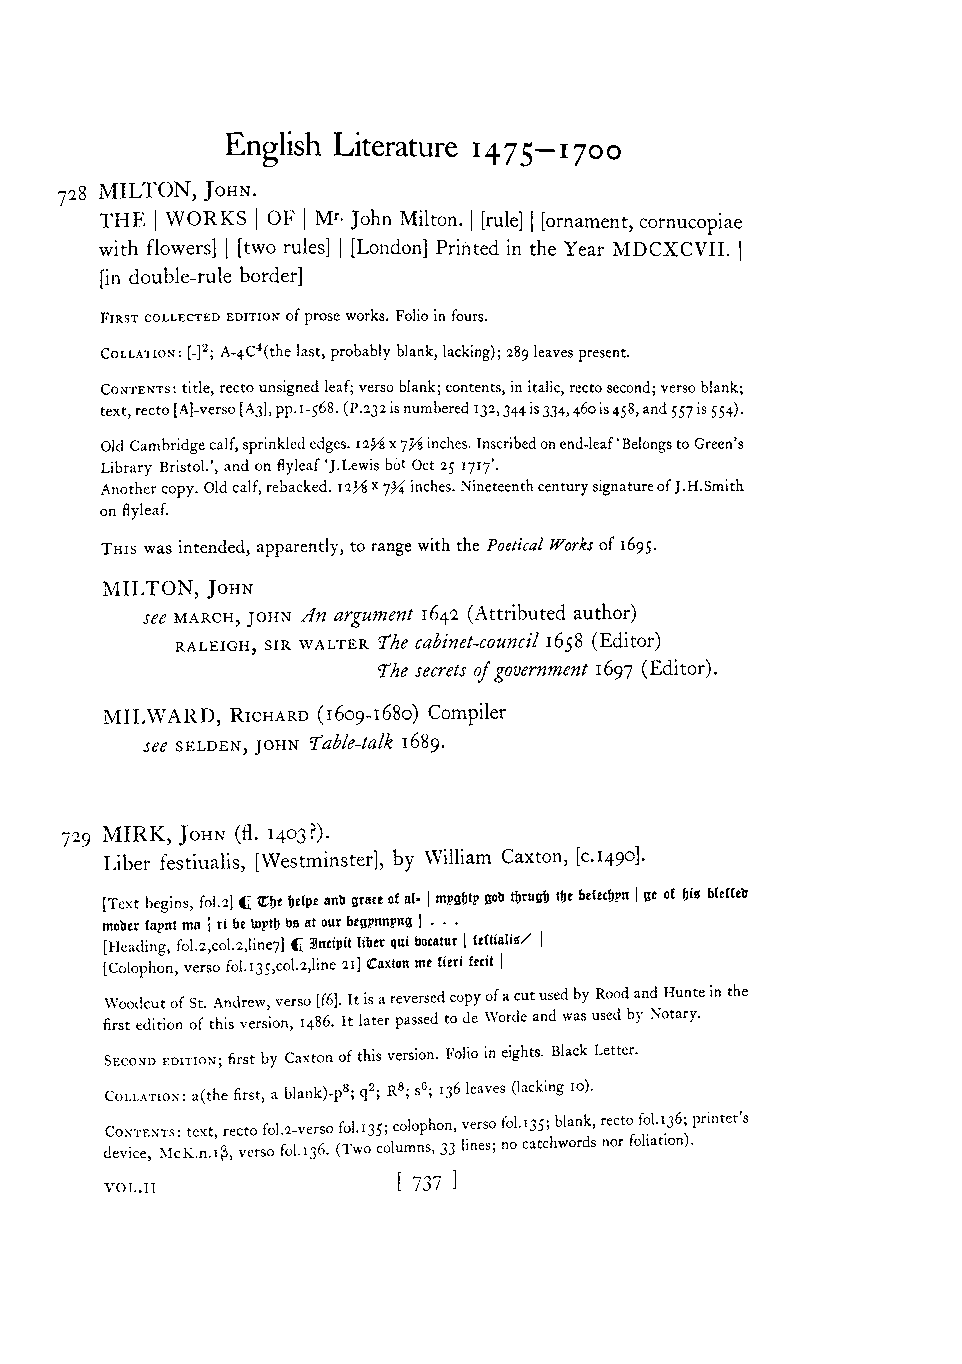 English Literature 1475–1700
728 MILTON, John.
THE | WORKS | OF | Mr. John Milton. | [rule] | [ornament, cornucopiae
with flowers] | [two rules] | [London] Printed in the Year MDCXCVII. |
[in double-rule border]
First collected edition of prose works. Folio in fours.
Collation: [-]²; A-4C⁴(the last, probably blank, lacking); 289 leaves present.
Contents: title, recto unsigned leaf; verso blank; contents, in italic, recto second; verso blank;
text, recto [A]-verso [A3], pp.1-568. (P.232 is numbered 132, 344 is 334, 460 is 458, and 557 is 554).
Old Cambridge calf, sprinkled edges. 12⅝ x 7⅞ inches. Inscribed on end-leaf 'Belongs to Green's
Library Bristol.', and on flyleaf 'J.Lewis bót Oct 25 1717'.
Another copy. Old calf, rebacked. 12⅜ x 7¾ inches. Nineteenth century signature of J.H.Smith
on flyleaf.
This was intended, apparently, to range with the Poetical Works of 1695.
MILTON, John
see MARCH, JOHN An argument 1642 (Attributed author)
RALEIGH, SIR WALTER The cabinet-council 1658 (Editor)
The secrets of government 1697 (Editor).
MILWARD, Richard (1609-1680) Compiler
see SELDEN, JOHN Table-talk 1689.
729 MIRK, John (fl. 1403?).
Liber festiualis, [Westminster], by William Caxton, [c.1490].
[Text begins, fol.2] ¶ The helpe and grace of al- | myghty god thrugh the beſechyn | ge of his bleſſed
moder ſaynt ma | ri be wyth vs at our begynnyng | . . .
[Heading, fol.2,col.2,line7] ¶ Incipit liber qui vocatur | feſtialis/ |
[Colophon, verso fol.135,col.2,line 21] Caxton me fieri fecit |
Woodcut of St. Andrew, verso [f6]. It is a reversed copy of a cut used by Rood and Hunte in the
first edition of this version, 1486. It later passed to de Worde and was used by Notary.
Second edition; first by Caxton of this version. Folio in eights. Black Letter.
Collation: a(the first, a blank)-p⁸; q²; R⁸; s⁶; 136 leaves (lacking 10).
Contents: text, recto fol.2-verso fol.135; colophon, verso fol.135; blank, recto fol.136; printer's
device, McK.n.1β, verso fol.136. (Two columns, 33 lines; no catchwords nor foliation).
VOL.II [ 737 ]